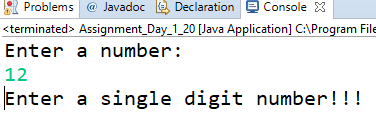 Problems @ Javadoc Declaration Console
<terminated> Assignment_Day_1_20 [Java Application] C:\Program File
Enter a number:
12
Enter a single digit number!!!